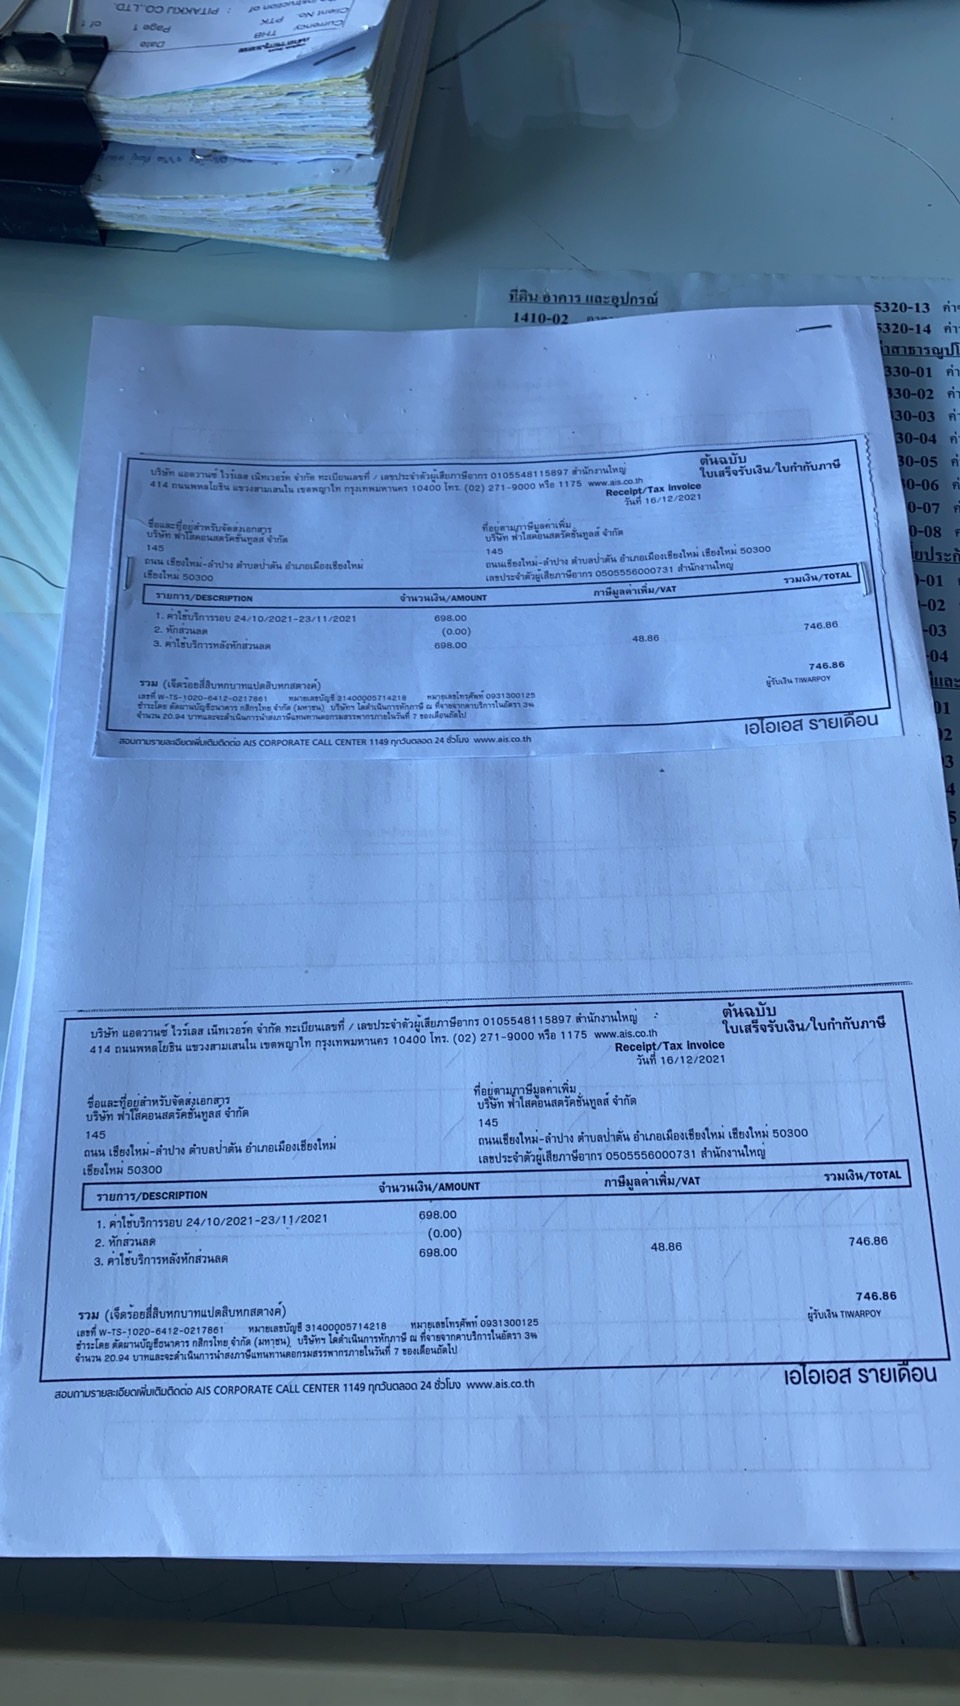 PITAKKU CO.,LTD.
Client No. PTK
Currency THB
Page 1 of 1
Date
ที่ดิน อาคาร และอุปกรณ์
1410-02
5320-13 ค่า
5320-14 ค่า
330-01 ค่า
330-02 ค่า
330-03
30-04
30-05
0-06
0-07
0-08
-01
-02
-03
-04
บริษัท แอดวานซ์ ไวร์เลส เน็ทเวอร์ค จำกัด ทะเบียนเลขที่ / เลขประจำตัวผู้เสียภาษีอากร 0105548115897 สำนักงานใหญ่
414 ถนนพหลโยธิน แขวงสามเสนใน เขตพญาไท กรุงเทพมหานคร 10400 โทร. (02) 271-9000 หรือ 1175 www.ais.co.th
ต้นฉบับ
ใบเสร็จรับเงิน/ใบกำกับภาษี
Receipt/Tax Invoice
วันที่ 16/12/2021
ชื่อและที่อยู่สำหรับจัดส่งเอกสาร
บริษัท ฟ้าใสคอนสตรัคชั่นทูลส์ จำกัด
145
ถนน เชียงใหม่-ลำปาง ตำบลป่าตัน อำเภอเมืองเชียงใหม่
เชียงใหม่ 50300
ที่อยู่ตามภาษีมูลค่าเพิ่ม
บริษัท ฟ้าใสคอนสตรัคชั่นทูลส์ จำกัด
145
ถนนเชียงใหม่-ลำปาง ตำบลป่าตัน อำเภอเมืองเชียงใหม่ เชียงใหม่ 50300
เลขประจำตัวผู้เสียภาษีอากร 0505556000731 สำนักงานใหญ่
รายการ/DESCRIPTION จำนวนเงิน/AMOUNT ภาษีมูลค่าเพิ่ม/VAT รวมเงิน/TOTAL
1. ค่าใช้บริการรอบ 24/10/2021-23/11/2021 698.00
2. หักส่วนลด (0.00)
3. ค่าใช้บริการหลังหักส่วนลด 698.00 48.86 746.86
746.86
รวม (เจ็ดร้อยสี่สิบหกบาทแปดสิบหกสตางค์)
ผู้รับเงิน TIWARPOY
เลขที่ W-TS-1020-6412-0217861 หมายเลขบัญชี 31400005714218 หมายเลขโทรศัพท์ 0931300125
ชำระโดย ตัดผ่านบัญชีธนาคาร กสิกรไทย จำกัด (มหาชน) บริษัทฯ ได้ดำเนินการหักภาษี ณ ที่จ่ายจากค่าบริการในอัตรา 3%
จำนวน 20.94 บาทและจะดำเนินการนำส่งภาษีแทนท่านต่อกรมสรรพากรภายในวันที่ 7 ของเดือนถัดไป
เอไอเอส รายเดือน
สอบถามรายละเอียดเพิ่มเติมติดต่อ AIS CORPORATE CALL CENTER 1149 ทุกวันตลอด 24 ชั่วโมง www.ais.co.th
บริษัท แอดวานซ์ ไวร์เลส เน็ทเวอร์ค จำกัด ทะเบียนเลขที่ / เลขประจำตัวผู้เสียภาษีอากร 0105548115897 สำนักงานใหญ่
414 ถนนพหลโยธิน แขวงสามเสนใน เขตพญาไท กรุงเทพมหานคร 10400 โทร. (02) 271-9000 หรือ 1175 www.ais.co.th
ต้นฉบับ
ใบเสร็จรับเงิน/ใบกำกับภาษี
Receipt/Tax Invoice
วันที่ 16/12/2021
ชื่อและที่อยู่สำหรับจัดส่งเอกสาร
บริษัท ฟ้าใสคอนสตรัคชั่นทูลส์ จำกัด
145
ถนน เชียงใหม่-ลำปาง ตำบลป่าตัน อำเภอเมืองเชียงใหม่
เชียงใหม่ 50300
ที่อยู่ตามภาษีมูลค่าเพิ่ม
บริษัท ฟ้าใสคอนสตรัคชั่นทูลส์ จำกัด
145
ถนนเชียงใหม่-ลำปาง ตำบลป่าตัน อำเภอเมืองเชียงใหม่ เชียงใหม่ 50300
เลขประจำตัวผู้เสียภาษีอากร 0505556000731 สำนักงานใหญ่
รายการ/DESCRIPTION จำนวนเงิน/AMOUNT ภาษีมูลค่าเพิ่ม/VAT รวมเงิน/TOTAL
1. ค่าใช้บริการรอบ 24/10/2021-23/11/2021 698.00
2. หักส่วนลด (0.00)
3. ค่าใช้บริการหลังหักส่วนลด 698.00 48.86 746.86
746.86
รวม (เจ็ดร้อยสี่สิบหกบาทแปดสิบหกสตางค์)
ผู้รับเงิน TIWARPOY
เลขที่ W-TS-1020-6412-0217861 หมายเลขบัญชี 31400005714218 หมายเลขโทรศัพท์ 0931300125
ชำระโดย ตัดผ่านบัญชีธนาคาร กสิกรไทย จำกัด (มหาชน) บริษัทฯ ได้ดำเนินการหักภาษี ณ ที่จ่ายจากค่าบริการในอัตรา 3%
จำนวน 20.94 บาทและจะดำเนินการนำส่งภาษีแทนท่านต่อกรมสรรพากรภายในวันที่ 7 ของเดือนถัดไป
เอไอเอส รายเดือน
สอบถามรายละเอียดเพิ่มเติมติดต่อ AIS CORPORATE CALL CENTER 1149 ทุกวันตลอด 24 ชั่วโมง www.ais.co.th